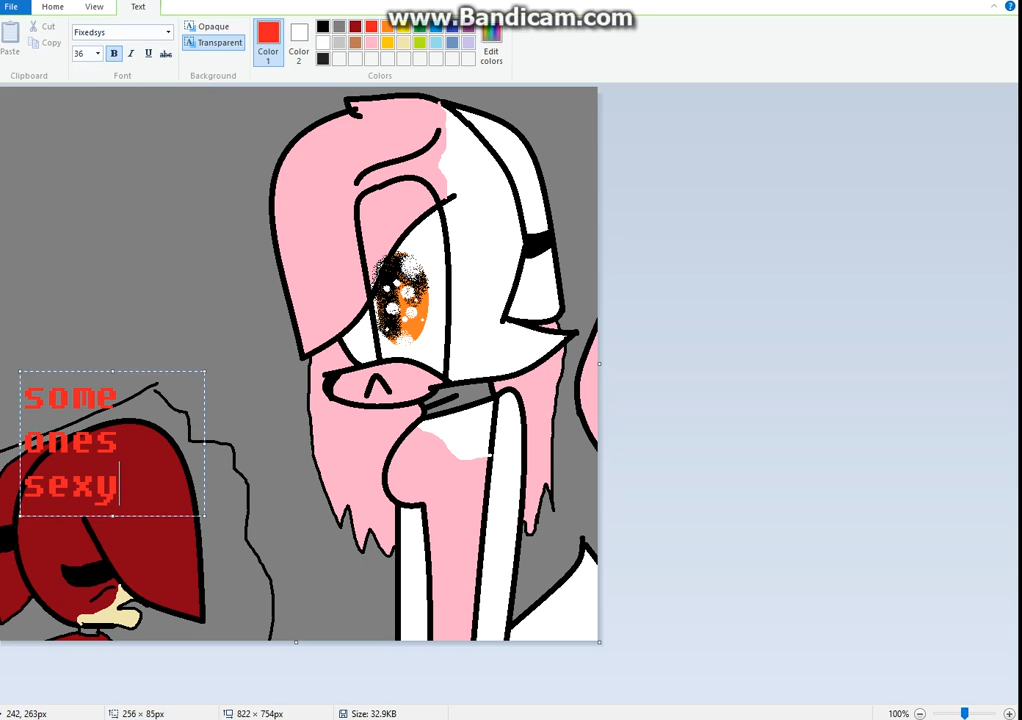 www.Bandicam.com
File Home View Text
Paste Cut Copy Fixedsys 36 B I U abc Opaque Transparent Color 1 Color 2 Edit colors
Clipboard Font Background Colors
some
ones
sexy
242, 263px 256 × 85px 822 × 754px Size: 32.9KB 100%